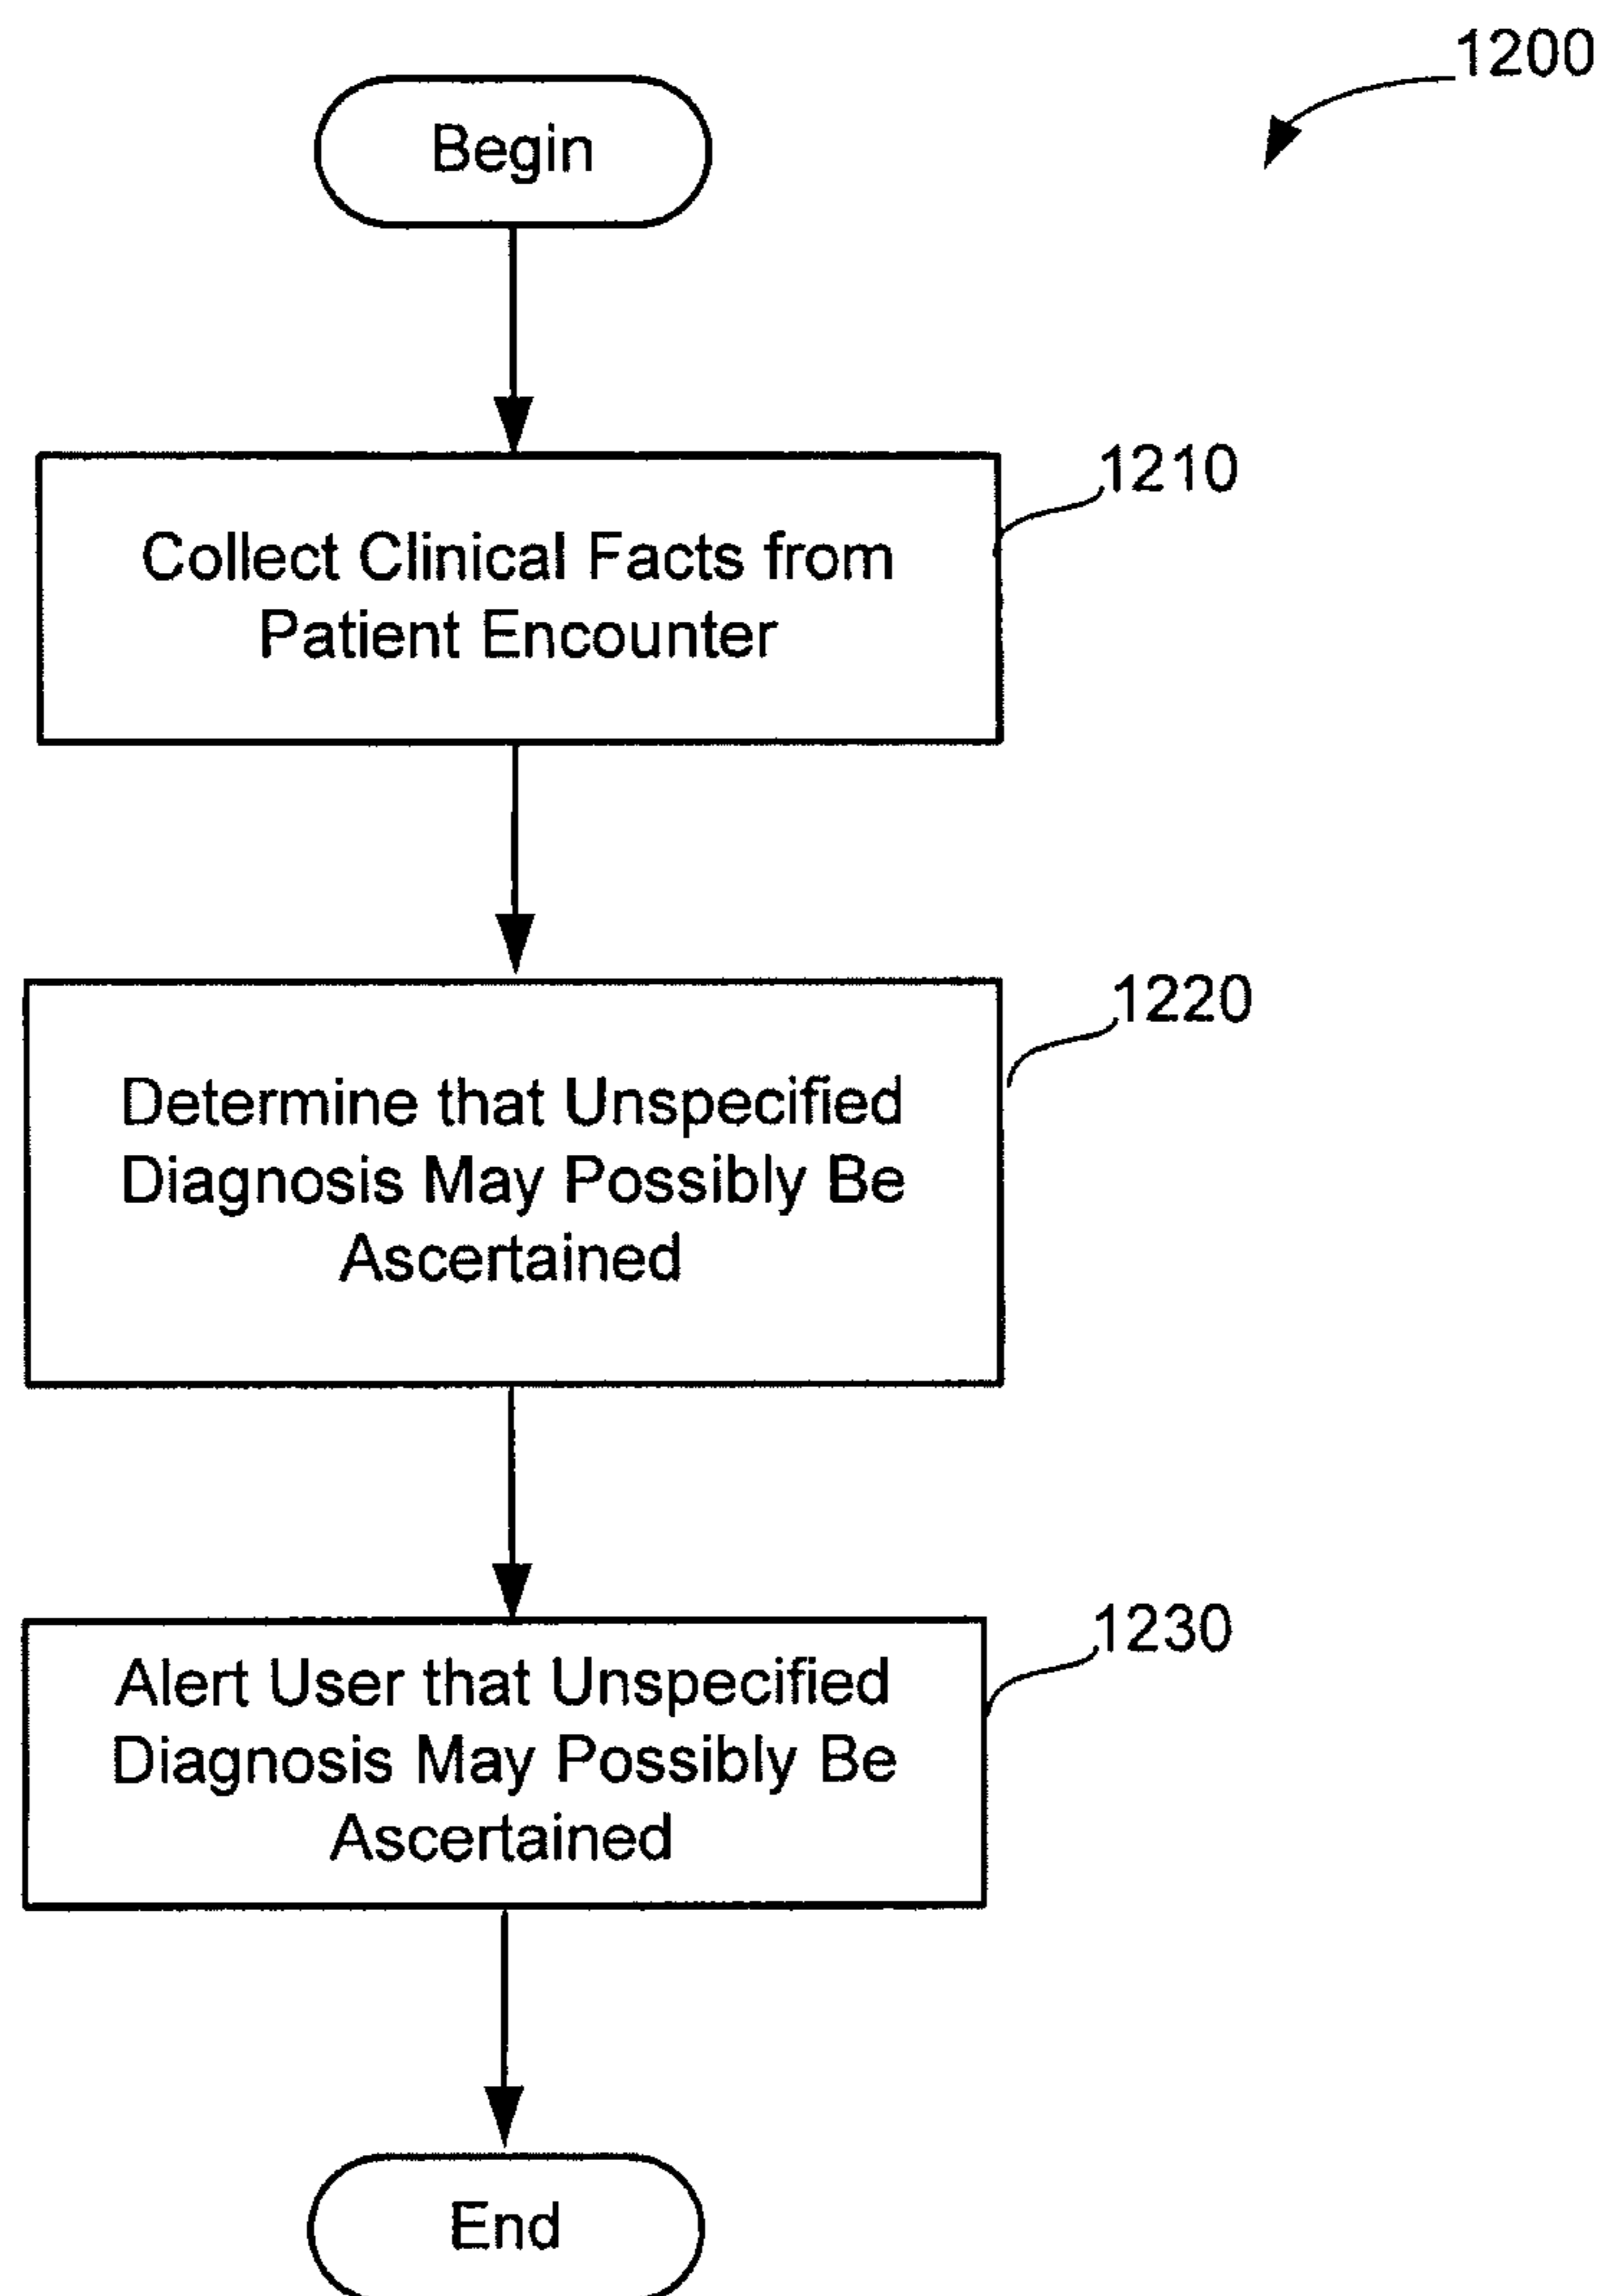 1200
Begin
1210
Collect Clinical Facts from
Patient Encounter
1220
Determine that Unspecified
Diagnosis May Possibly Be
Ascertained
1230
Alert User that Unspecified
Diagnosis May Possibly Be
Ascertained
End